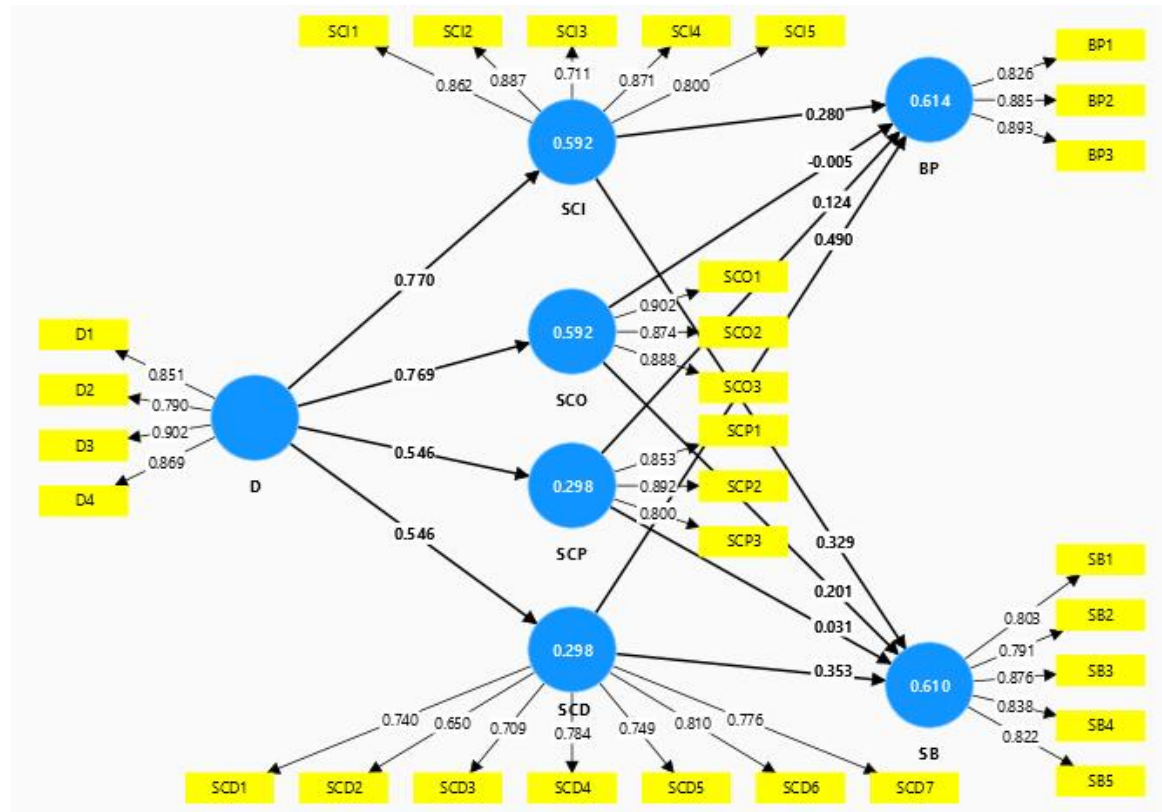 SCI1 SCI2 SCI3 SCI4 SCI5
0.862 0.887 0.711 0.871 0.800
0.592
SCI
BP1
BP2
BP3
0.826
0.885
0.893
0.614
BP
0.280
-0.005
0.124
0.490
0.770
0.769
0.546
0.546
D1
D2
D3
D4
0.851
0.790
0.902
0.869
D
0.592
SCO
SCO1
SCO2
SCO3
0.902
0.874
0.888
0.298
SCP
SCP1
SCP2
SCP3
0.853
0.892
0.800
0.329
0.201
0.031
0.353
0.298
SCD
0.740 0.650 0.709 0.784 0.749 0.810 0.776
SCD1 SCD2 SCD3 SCD4 SCD5 SCD6 SCD7
0.610
SB
0.803
0.791
0.876
0.838
0.822
SB1
SB2
SB3
SB4
SB5